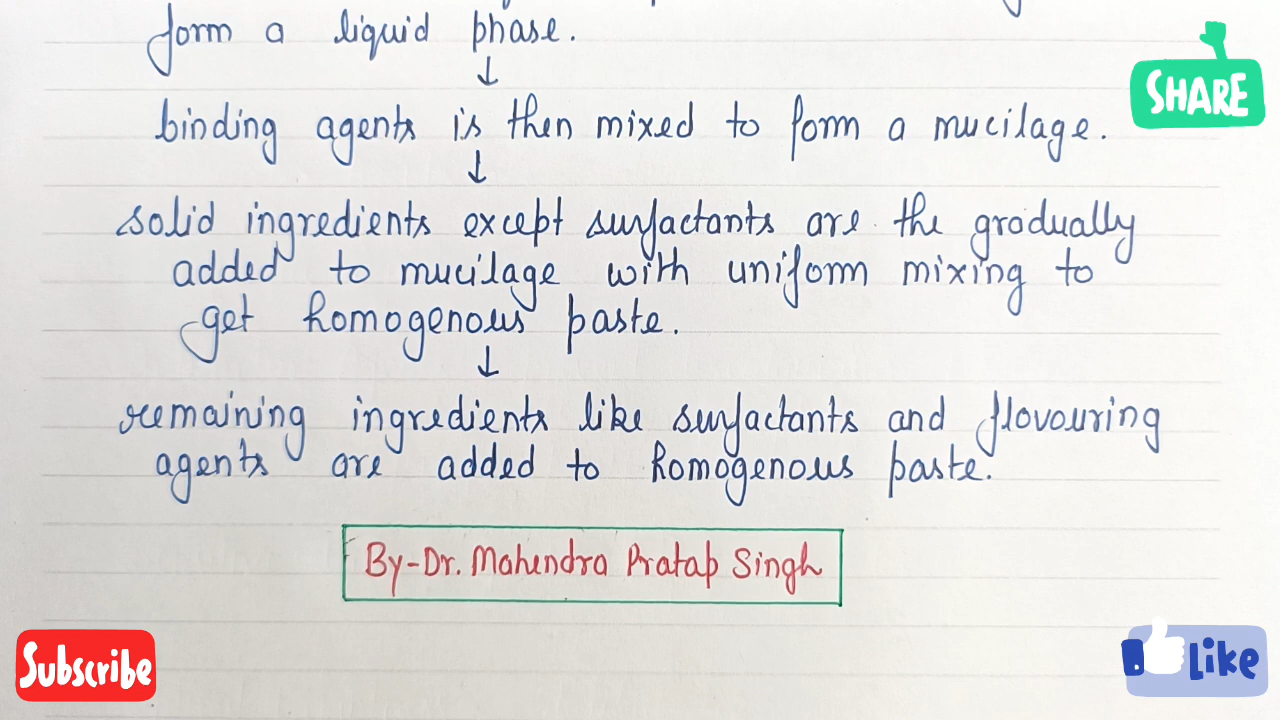 form a liquid phase.
↓
binding agents is then mixed to form a mucilage.
↓
solid ingredients except surfactants are the gradually
added to mucilage with uniform mixing to
get homogenous paste.
↓
remaining ingredients like surfactants and flovouring
agents are added to homogenous paste.
By-Dr. Mahendra Pratap Singh
SHARE
Subscribe
Like